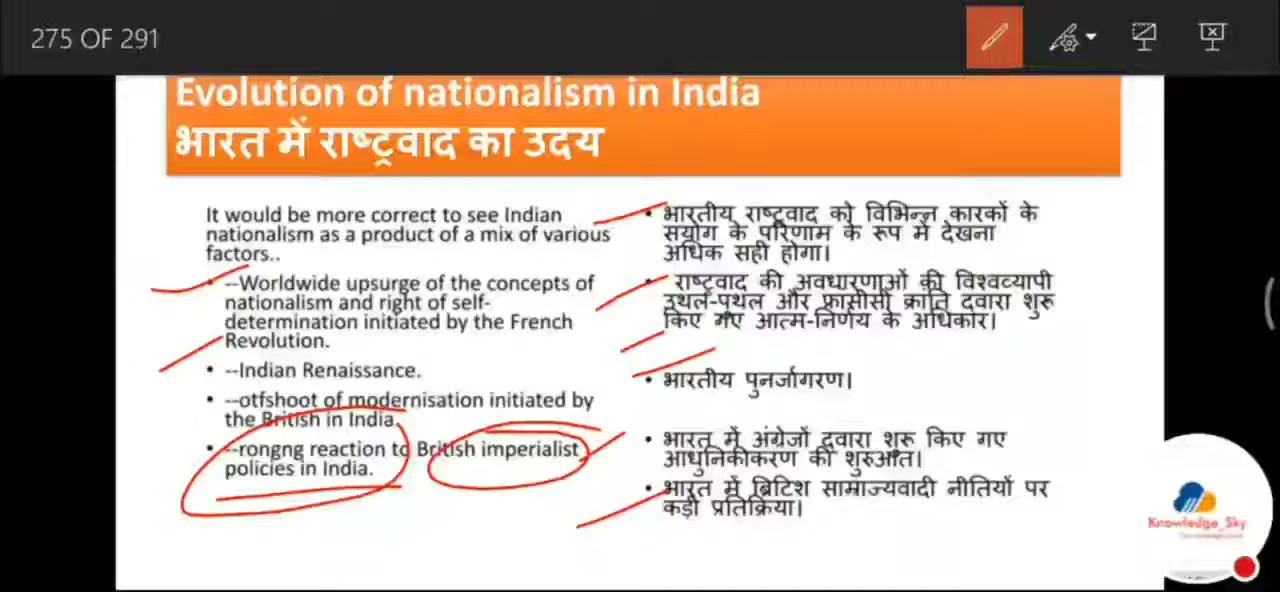 275 OF 291
Evolution of nationalism in India
भारत में राष्ट्रवाद का उदय
It would be more correct to see Indian
nationalism as a product of a mix of various
factors..
• --Worldwide upsurge of the concepts of
nationalism and right of self-
determination initiated by the French
Revolution.
• --Indian Renaissance.
• --otfshoot of modernisation initiated by
the British in India.
• --rongng reaction to British imperialist
policies in India.
• भारतीय राष्ट्रवाद को विभिन्न कारकों के
संयोग के परिणाम के रूप में देखना
अधिक सही होगा।
• राष्ट्रवाद की अवधारणाओं की विश्वव्यापी
उथल-पुथल और फ्रांसीसी क्रांति द्वारा शुरू
किए गए आत्म-निर्णय के अधिकार।
• भारतीय पुनर्जागरण।
• भारत में अंग्रेजों द्वारा शुरू किए गए
आधुनिकीकरण की शुरुआत।
• भारत में ब्रिटिश साम्राज्यवादी नीतियों पर
कड़ी प्रतिक्रिया।
Knowledge_Sky